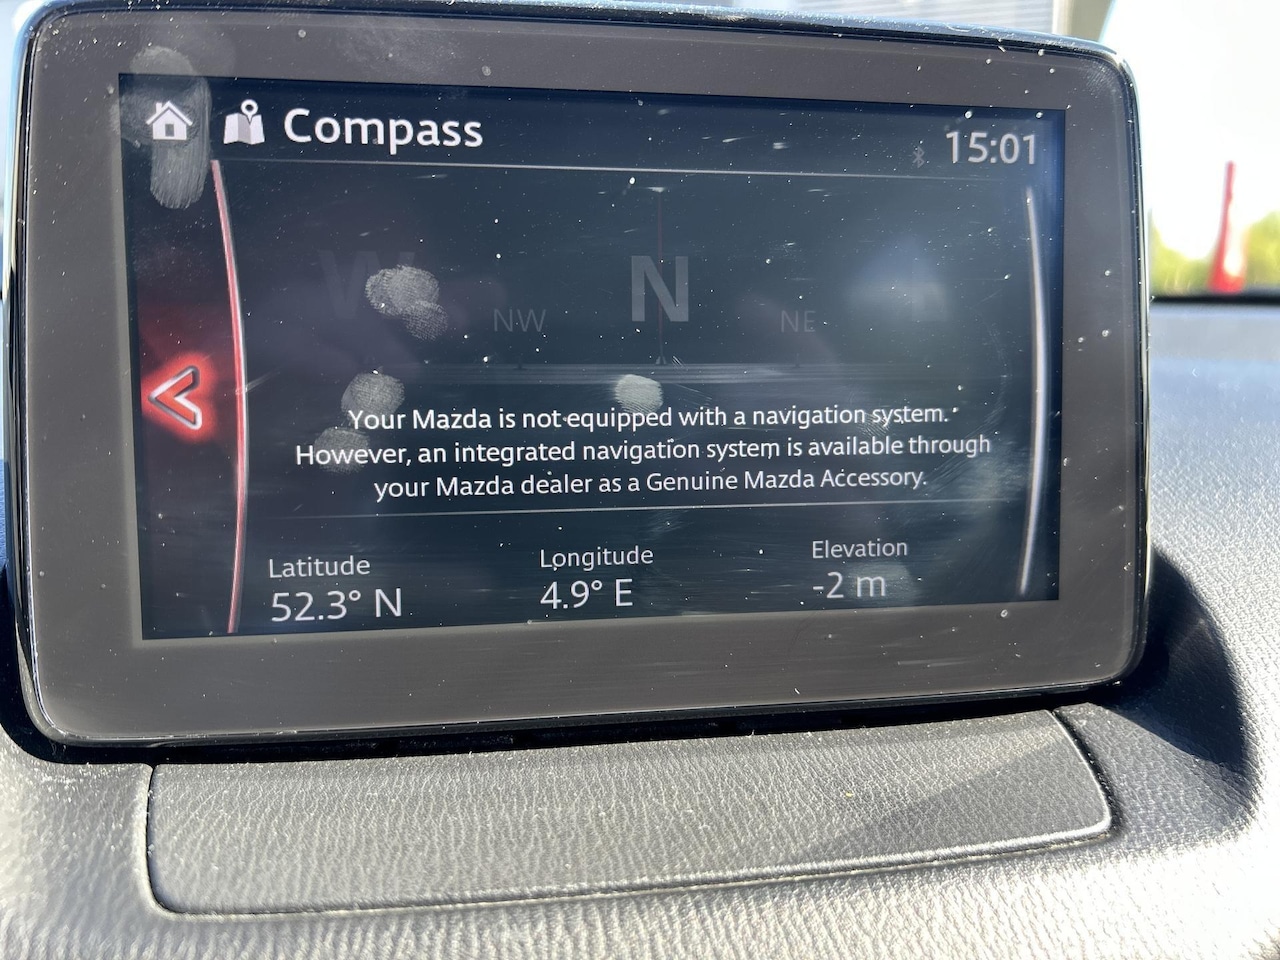 Compass
15:01
W
NW
N
NE
Your Mazda is not equipped with a navigation system.
However, an integrated navigation system is available through
your Mazda dealer as a Genuine Mazda Accessory.
Latitude
Longitude
Elevation
52.3° N
4.9° E
-2 m